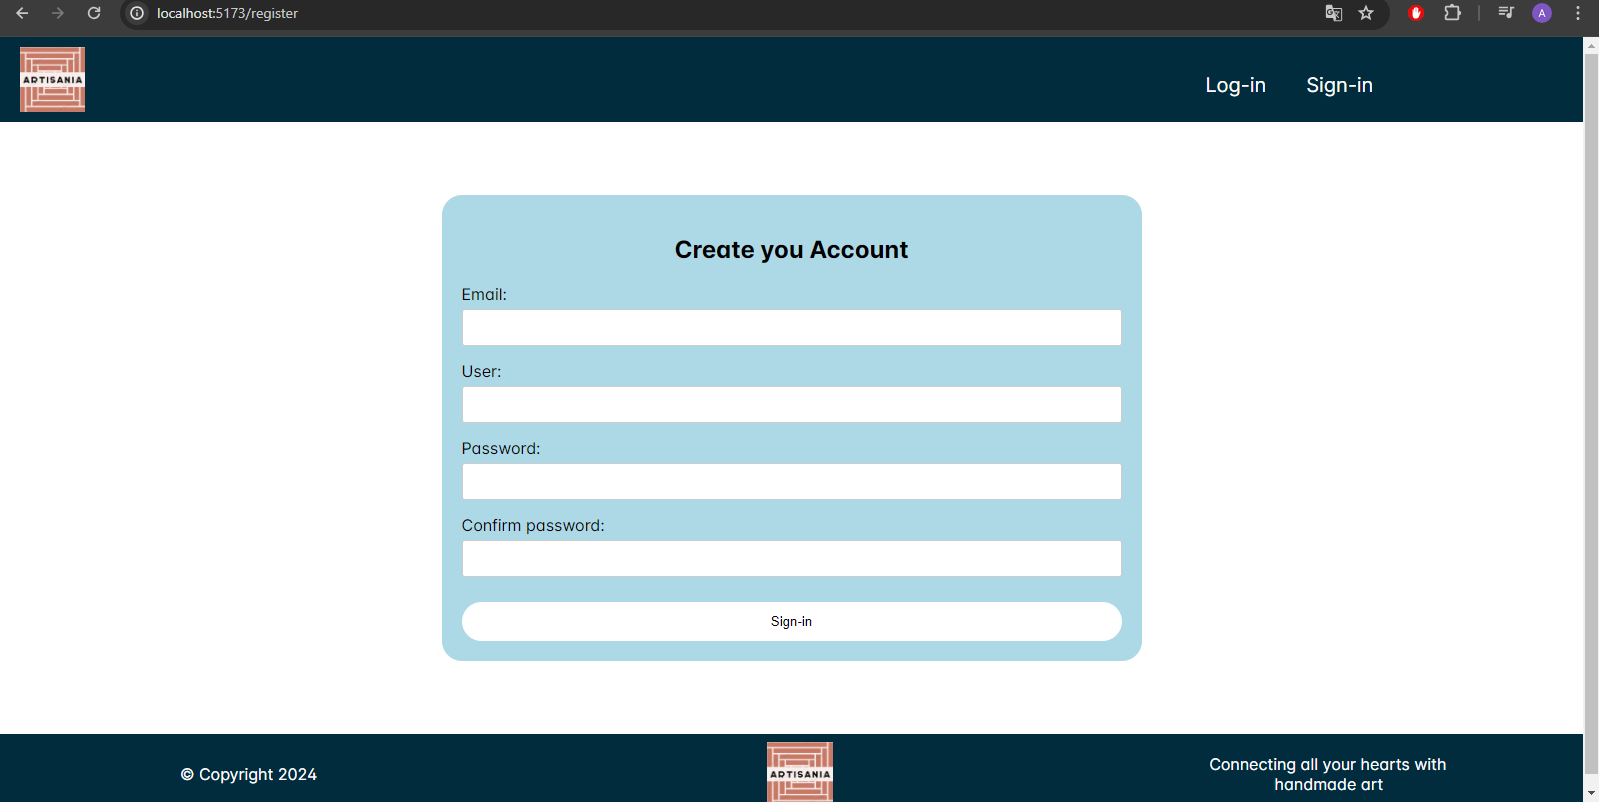 localhost:5173/register
A
ARTISANIA
Log-in
Sign-in
Create you Account
Email:
User:
Password:
Confirm password:
Sign-in
© Copyright 2024
ARTISANIA
Connecting all your hearts with
handmade art